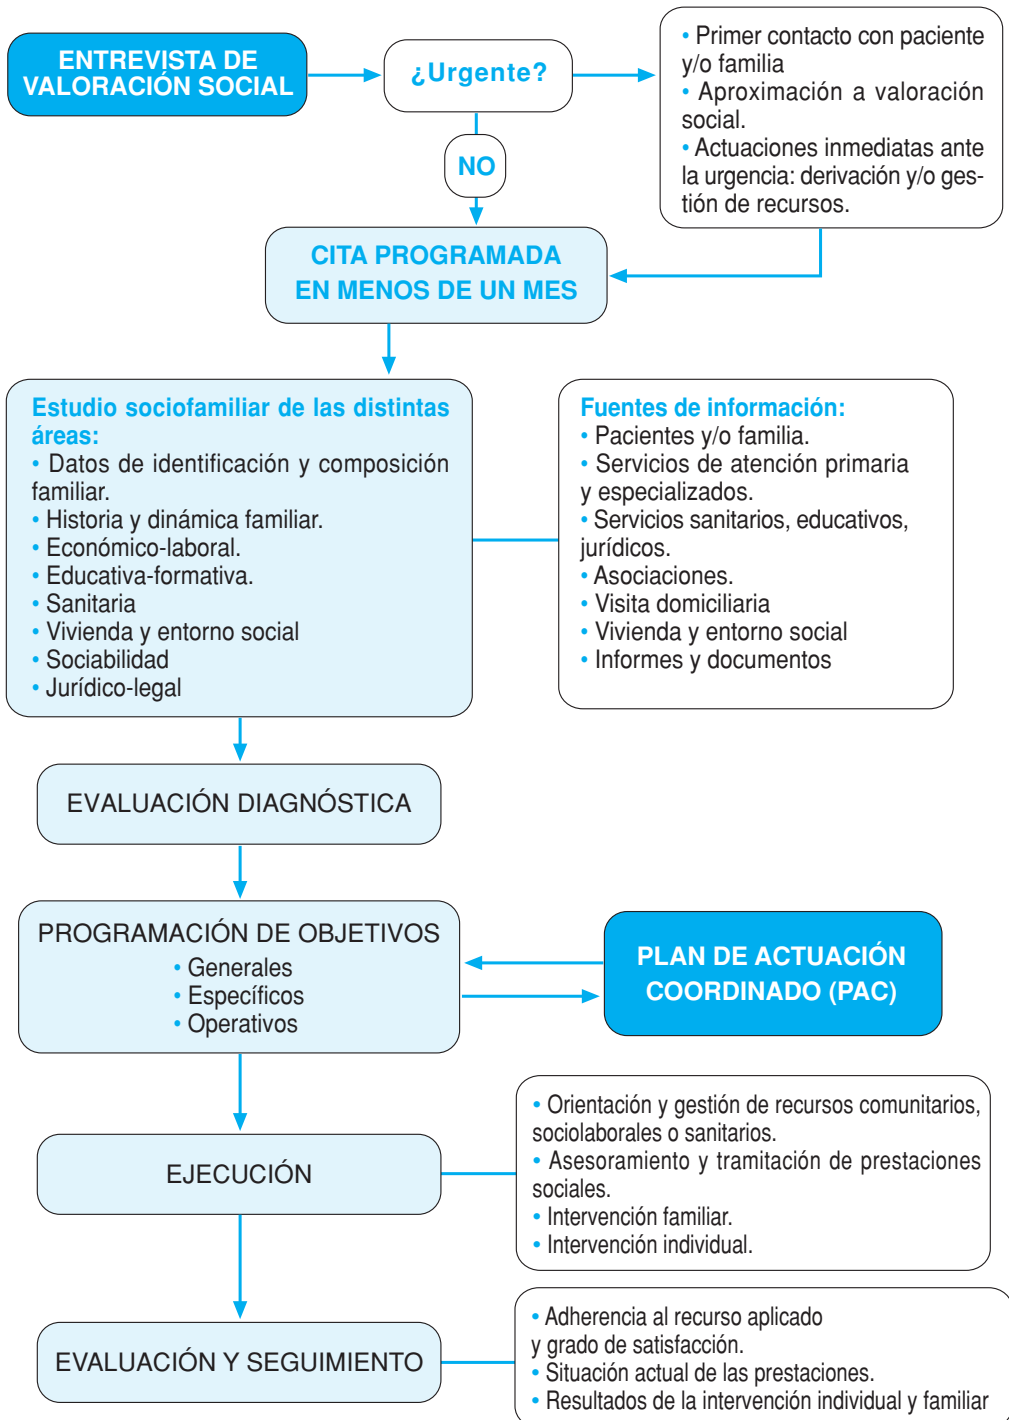 ENTREVISTA DE
VALORACIÓN SOCIAL
¿Urgente?
• Primer contacto con paciente
y/o familia
• Aproximación a valoración
social.
• Actuaciones inmediatas ante
la urgencia: derivación y/o ges-
tión de recursos.
NO
CITA PROGRAMADA
EN MENOS DE UN MES
Estudio sociofamiliar de las distintas
áreas:
• Datos de identificación y composición
familiar.
• Historia y dinámica familiar.
• Económico-laboral.
• Educativa-formativa.
• Sanitaria
• Vivienda y entorno social
• Sociabilidad
• Jurídico-legal
Fuentes de información:
• Pacientes y/o familia.
• Servicios de atención primaria
y especializados.
• Servicios sanitarios, educativos,
jurídicos.
• Asociaciones.
• Visita domiciliaria
• Vivienda y entorno social
• Informes y documentos
EVALUACIÓN DIAGNÓSTICA
PROGRAMACIÓN DE OBJETIVOS
• Generales
• Específicos
• Operativos
PLAN DE ACTUACIÓN
COORDINADO (PAC)
EJECUCIÓN
• Orientación y gestión de recursos comunitarios,
sociolaborales o sanitarios.
• Asesoramiento y tramitación de prestaciones
sociales.
• Intervención familiar.
• Intervención individual.
EVALUACIÓN Y SEGUIMIENTO
• Adherencia al recurso aplicado
y grado de satisfacción.
• Situación actual de las prestaciones.
• Resultados de la intervención individual y familiar